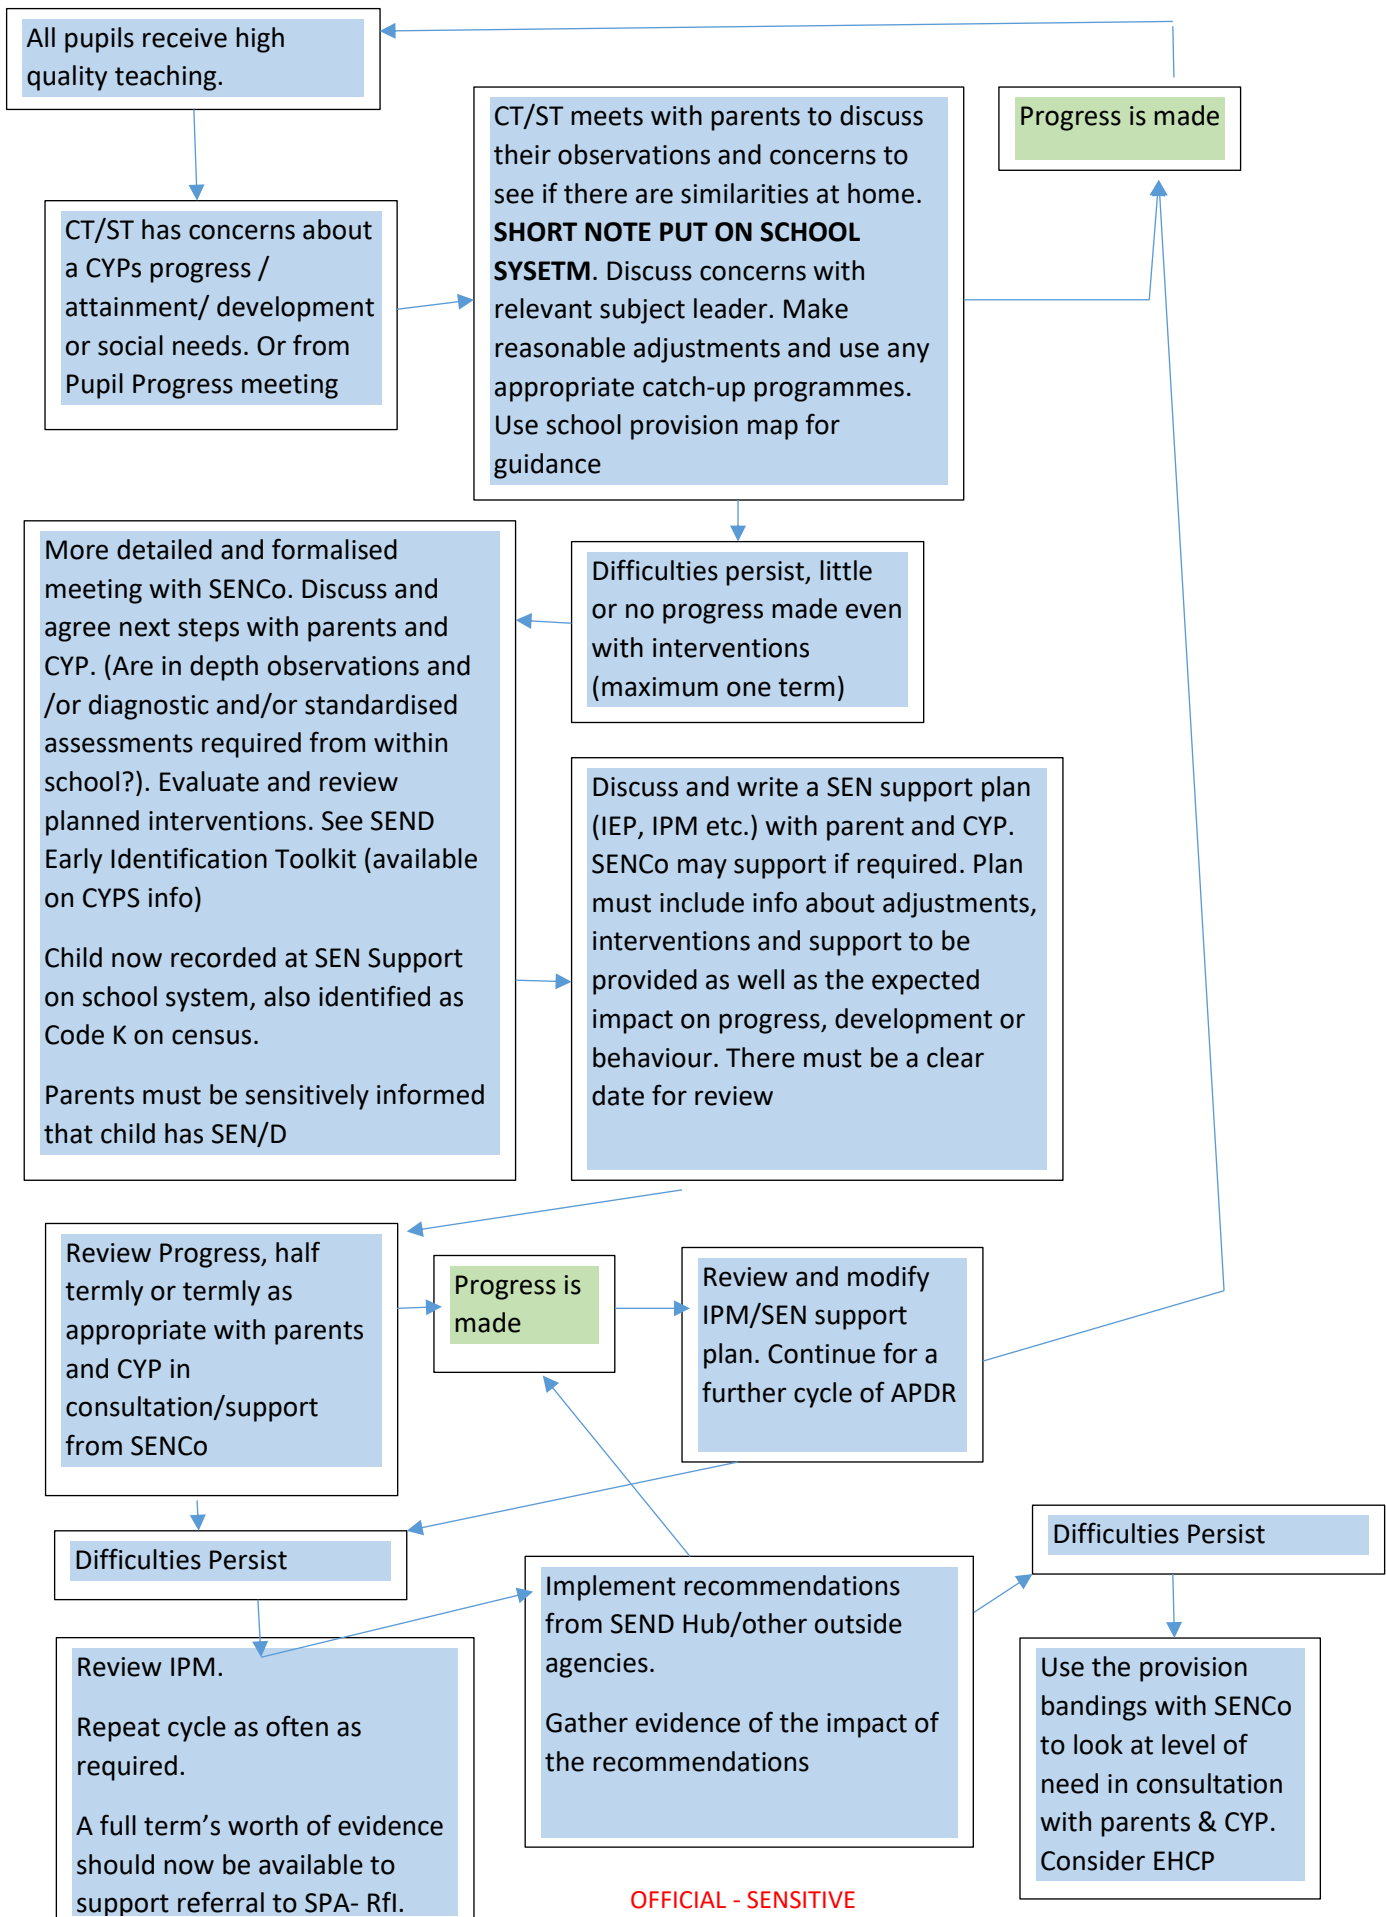 All pupils receive high
quality teaching.
CT/ST has concerns about
a CYPs progress /
attainment/ development
or social needs. Or from
Pupil Progress meeting
CT/ST meets with parents to discuss
their observations and concerns to
see if there are similarities at home.
SHORT NOTE PUT ON SCHOOL
SYSETM. Discuss concerns with
relevant subject leader. Make
reasonable adjustments and use any
appropriate catch-up programmes.
Use school provision map for
guidance
Progress is made
Difficulties persist, little
or no progress made even
with interventions
(maximum one term)
More detailed and formalised
meeting with SENCo. Discuss and
agree next steps with parents and
CYP. (Are in depth observations and
/or diagnostic and/or standardised
assessments required from within
school?). Evaluate and review
planned interventions. See SEND
Early Identification Toolkit (available
on CYPS info)
Child now recorded at SEN Support
on school system, also identified as
Code K on census.
Parents must be sensitively informed
that child has SEN/D
Discuss and write a SEN support plan
(IEP, IPM etc.) with parent and CYP.
SENCo may support if required. Plan
must include info about adjustments,
interventions and support to be
provided as well as the expected
impact on progress, development or
behaviour. There must be a clear
date for review
Review Progress, half
termly or termly as
appropriate with parents
and CYP in
consultation/support
from SENCo
Progress is
made
Review and modify
IPM/SEN support
plan. Continue for a
further cycle of APDR
Difficulties Persist
Review IPM.
Repeat cycle as often as
required.
A full term’s worth of evidence
should now be available to
support referral to SPA- RfI.
Implement recommendations
from SEND Hub/other outside
agencies.
Gather evidence of the impact of
the recommendations
Difficulties Persist
Use the provision
bandings with SENCo
to look at level of
need in consultation
with parents & CYP.
Consider EHCP
OFFICIAL - SENSITIVE